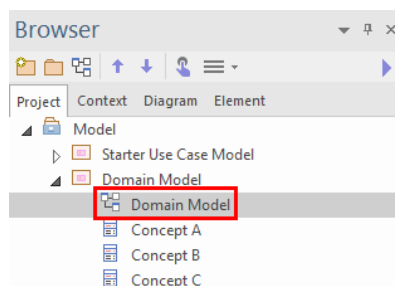 Browser
Project Context Diagram Element
Model
Starter Use Case Model
Domain Model
Domain Model
Concept A
Concept B
Concept C